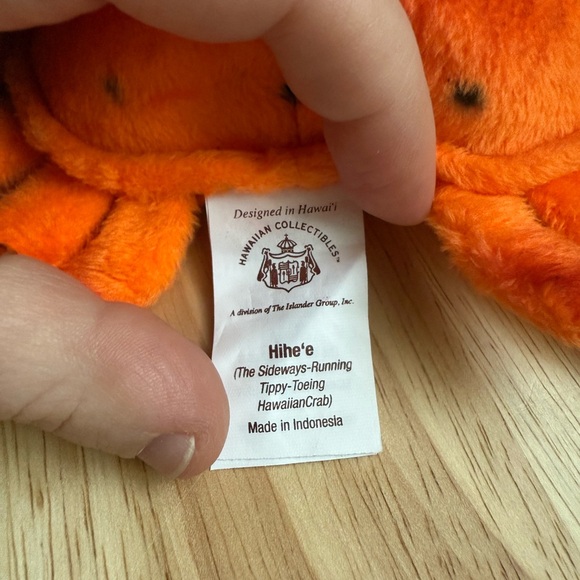 Designed in Hawai'i
HAWAIIAN COLLECTIBLES™
A division of The Islander Group, Inc.
Hihe‘e
(The Sideways-Running
Tippy-Toeing
HawaiianCrab)
Made in Indonesia